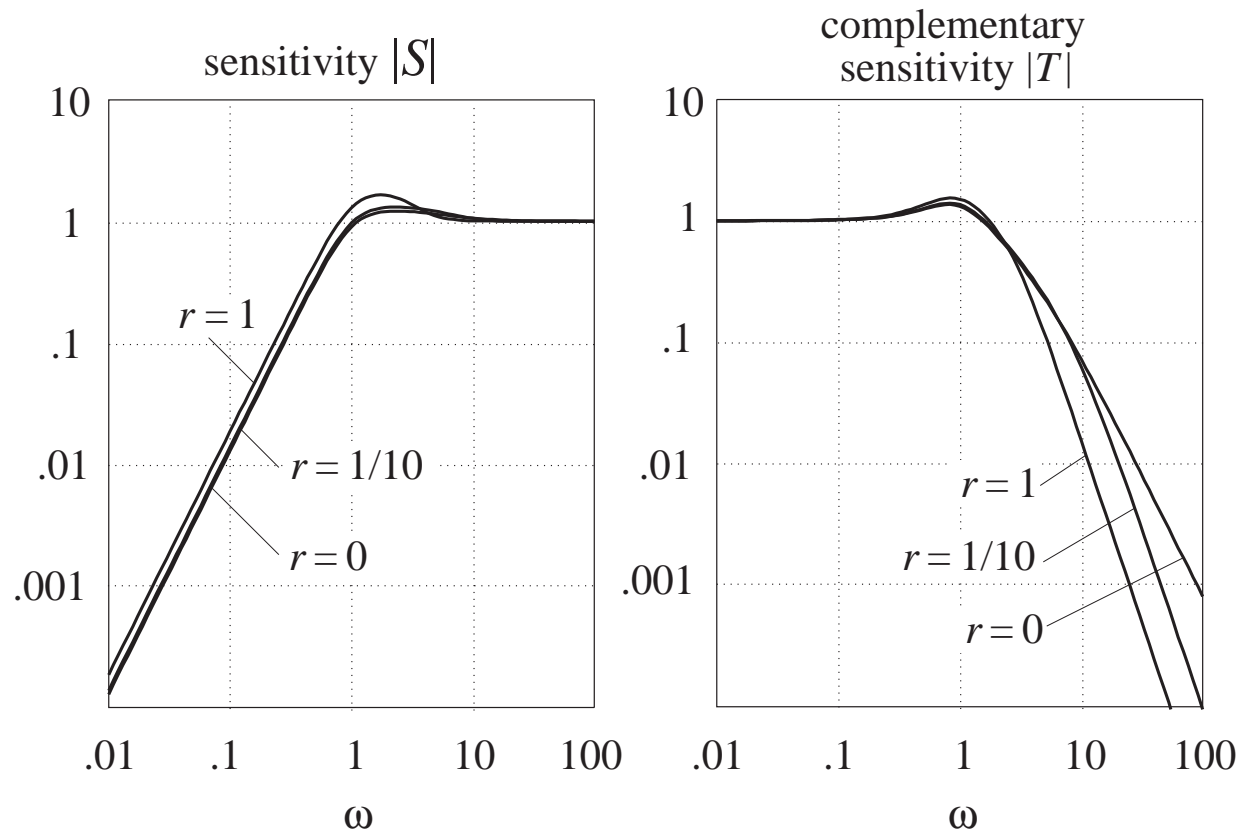 sensitivity |S|
10
1
.1
.01
.001
r = 1
r = 1/10
r = 0
.01 .1 1 10 100
ω
complementary
sensitivity |T|
10
1
.1
.01
.001
r = 1
r = 1/10
r = 0
.01 .1 1 10 100
ω